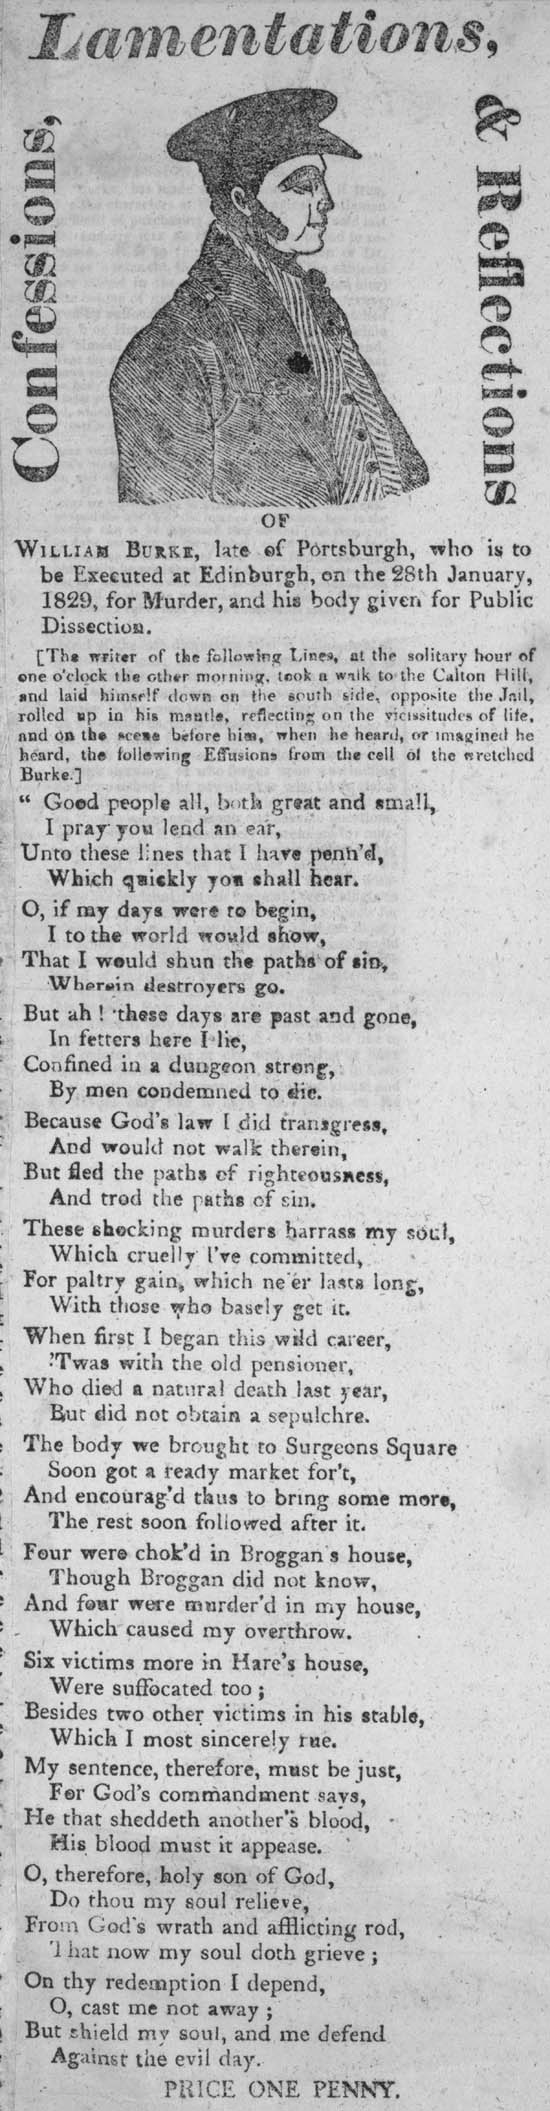 Lamentations,
Confessions,
& Reflections
OF
WILLIAM BURKE, late of Portsburgh, who is to
be Executed at Edinburgh, on the 28th January,
1829, for Murder, and his body given for Public
Dissection.
[The writer of the following Lines, at the solitary hour of
one o'clock the other morning, took a walk to the Calton Hill,
and laid himself down on the south side, opposite the Jail,
rolled up in his mantle, reflecting on the vicissitudes of life,
and on the scene before him, when he heard, or imagined he
heard, the following Effusions from the cell of the wretched
Burke.]
“ Good people all, both great and small,
I pray you lend an ear,
Unto these lines that I have penn'd,
Which quickly you shall hear.
O, if my days were to begin,
I to the world would show,
That I would shun the paths of sin,
Wherein destroyers go.
But ah ! these days are past and gone,
In fetters here I lie,
Confined in a dungeon strong,
By men condemned to die.
Because God's law I did transgress,
And would not walk therein,
But fled the paths of righteousness,
And trod the paths of sin.
These shocking murders harrass my soul,
Which cruelly I've committed,
For paltry gain, which ne'er lasts long,
With those who basely get it.
When first I began this wild career,
'Twas with the old pensioner,
Who died a natural death last year,
But did not obtain a sepulchre.
The body we brought to Surgeons Square
Soon got a ready market for't,
And encourag'd thus to bring some more,
The rest soon followed after it.
Four were chok'd in Broggan's house,
Though Broggan did not know,
And four were murder'd in my house,
Which caused my overthrow.
Six victims more in Hare's house,
Were suffocated too ;
Besides two other victims in his stable,
Which I most sincerely rue.
My sentence, therefore, must be just,
For God's commandment says,
He that sheddeth another's blood,
His blood must it appease.
O, therefore, holy son of God,
Do thou my soul relieve,
From God's wrath and afflicting rod,
That now my soul doth grieve ;
On thy redemption I depend,
O, cast me not away ;
But shield my soul, and me defend
Against the evil day.
PRICE ONE PENNY.